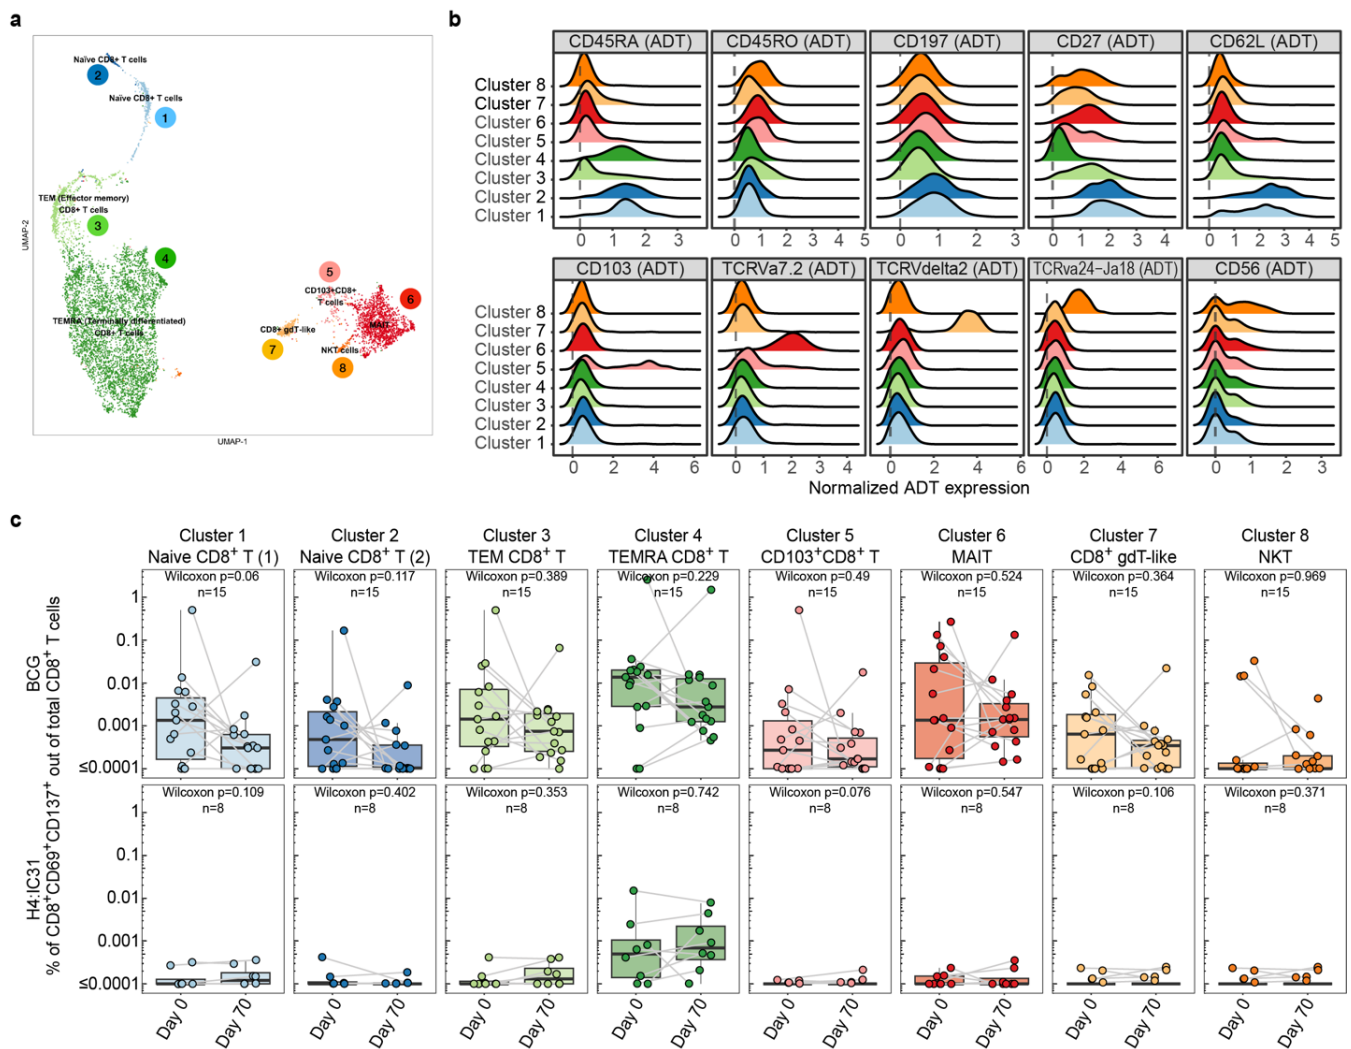 a
Naïve CD8+ T cells
2
Naïve CD8+ T cells
1
TEM (Effector memory)
CD8+ T cells
3
4
5
CD103+CD8+
T cells
6
MAIT
TEMRA (Terminally differentiated)
CD8+ T cells
CD8+ gdT-like
7
NKT cells
8
UMAP-2
UMAP-1
b
CD45RA (ADT) CD45RO (ADT) CD197 (ADT) CD27 (ADT) CD62L (ADT)
Cluster 8
Cluster 7
Cluster 6
Cluster 5
Cluster 4
Cluster 3
Cluster 2
Cluster 1
0 1 2 3 0 1 2 3 4 5 0 1 2 3 0 1 2 3 4 0 1 2 3 4 5
CD103 (ADT) TCRVa7.2 (ADT) TCRVdelta2 (ADT) TCRva24-Ja18 (ADT) CD56 (ADT)
Cluster 8
Cluster 7
Cluster 6
Cluster 5
Cluster 4
Cluster 3
Cluster 2
Cluster 1
0 2 4 6 0 1 2 3 4 0 2 4 6 0 2 4 6 0 1 2 3
Normalized ADT expression
c
Cluster 1 Cluster 2 Cluster 3 Cluster 4 Cluster 5 Cluster 6 Cluster 7 Cluster 8
Naive CD8⁺ T (1) Naive CD8⁺ T (2) TEM CD8⁺ T TEMRA CD8⁺ T CD103⁺CD8⁺ T MAIT CD8⁺ gdT-like NKT
Wilcoxon p=0.06 Wilcoxon p=0.117 Wilcoxon p=0.389 Wilcoxon p=0.229 Wilcoxon p=0.49 Wilcoxon p=0.524 Wilcoxon p=0.364 Wilcoxon p=0.969
n=15 n=15 n=15 n=15 n=15 n=15 n=15 n=15
1
0.1
0.01
0.001
≤0.0001
BCG
H4:IC31
% of CD8⁺CD69⁺CD137⁺ out of total CD8⁺ T cells
Wilcoxon p=0.109 Wilcoxon p=0.402 Wilcoxon p=0.353 Wilcoxon p=0.742 Wilcoxon p=0.076 Wilcoxon p=0.547 Wilcoxon p=0.106 Wilcoxon p=0.371
n=8 n=8 n=8 n=8 n=8 n=8 n=8 n=8
1
0.1
0.01
0.001
≤0.0001
Day 0 Day 70 Day 0 Day 70 Day 0 Day 70 Day 0 Day 70 Day 0 Day 70 Day 0 Day 70 Day 0 Day 70 Day 0 Day 70